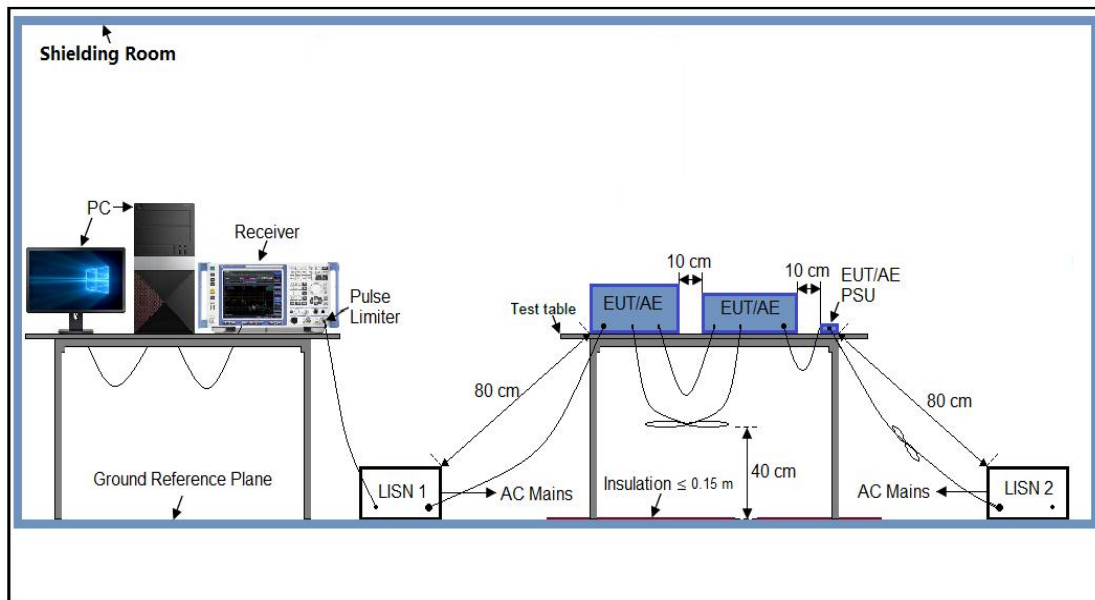 Shielding Room
PC
Receiver
Pulse
Limiter
Test table
EUT/AE
10 cm
EUT/AE
10 cm
EUT/AE
PSU
80 cm
80 cm
40 cm
Ground Reference Plane
LISN 1
AC Mains
Insulation ≤ 0.15 m
AC Mains
LISN 2